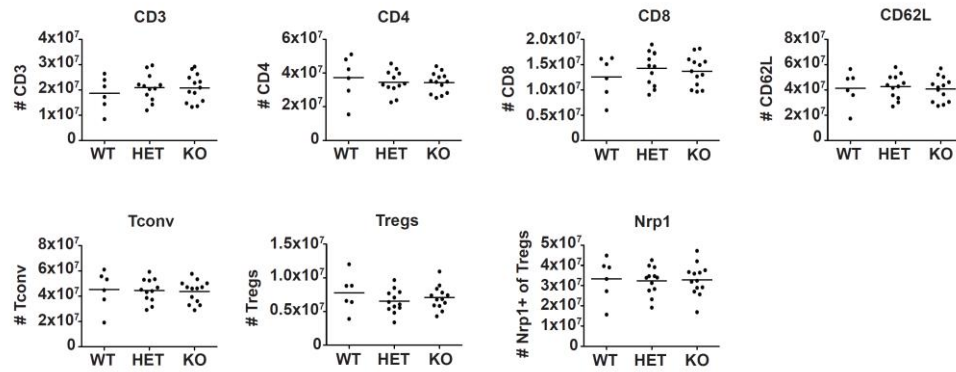 CD3
# CD3
4x10⁷
3x10⁷
2x10⁷
1x10⁷
0
WT HET KO
CD4
# CD4
6x10⁷
4x10⁷
2x10⁷
0
WT HET KO
CD8
# CD8
2.0x10⁷
1.5x10⁷
1.0x10⁷
0.5x10⁷
0
WT HET KO
CD62L
# CD62L
8x10⁷
6x10⁷
4x10⁷
2x10⁷
0
WT HET KO
Tconv
# Tconv
8x10⁷
6x10⁷
4x10⁷
2x10⁷
0
WT HET KO
Tregs
# Tregs
1.5x10⁷
1.0x10⁷
0.5x10⁷
0
WT HET KO
Nrp1
# Nrp1+ of Tregs
5x10⁷
4x10⁷
3x10⁷
2x10⁷
1x10⁷
0
WT HET KO